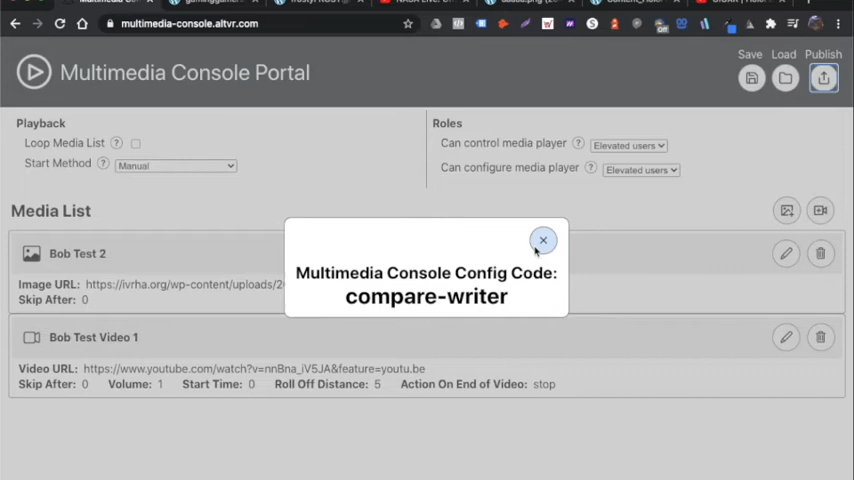 multimedia-console.altvr.com
Off
Multimedia Console Portal
Save Load Publish
Playback
Loop Media List ?
Start Method ? Manual
Roles
Can control media player ? Elevated users
Can configure media player ? Elevated users
Media List
Bob Test 2
Image URL: https://ivrha.org/wp-content/uploads/2
Skip After: 0
Multimedia Console Config Code:
compare-writer
Bob Test Video 1
Video URL: https://www.youtube.com/watch?v=nnBna_iV5JA&feature=youtu.be
Skip After: 0 Volume: 1 Start Time: 0 Roll Off Distance: 5 Action On End of Video: stop